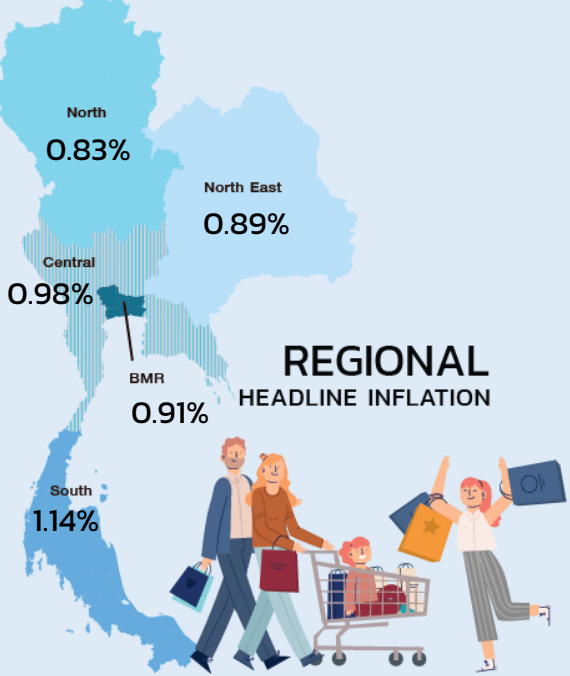 North
0.83%
North East
0.89%
Central
0.98%
REGIONAL
HEADLINE INFLATION
BMR
0.91%
South
1.14%